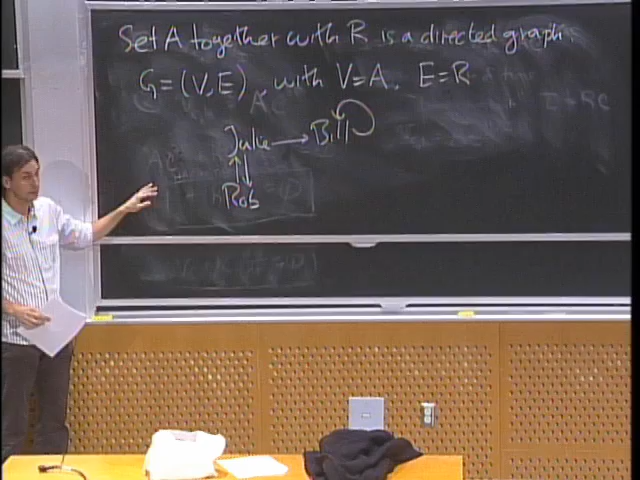 Set A together with R is a directed graph.
G=(V,E) with V=A, E=R
Julie → Bill
Rob